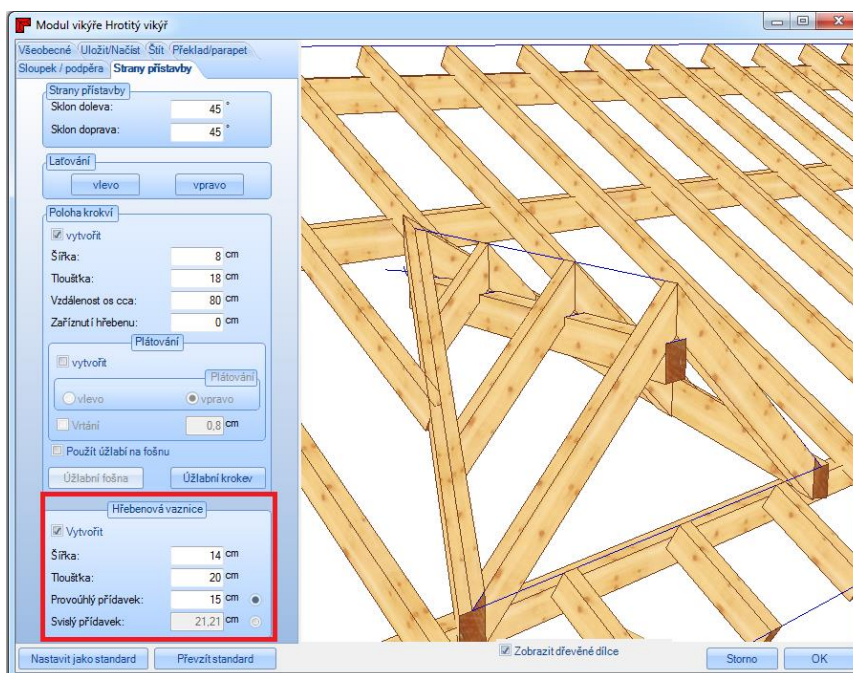 Modul vikýře Hrotitý vikýř
Všeobecné Uložit/Načíst Štít Překlad/parapet
Sloupek / podpěra Strany přístavby
Strany přístavby
Sklon doleva: 45 °
Sklon doprava: 45 °
Laťování
vlevo vpravo
Poloha krokví
vytvořit
Šířka: 8 cm
Tloušťka: 18 cm
Vzdálenost os cca: 80 cm
Zaříznutí hřebenu: 0 cm
Plátování
vytvořit
Plátování
vlevo vpravo
Vrtání 0,8 cm
Použít úžlabí na fošnu
Úžlabní fošna Úžlabní krokev
Hřebenová vaznice
Vytvořit
Šířka: 14 cm
Tloušťka: 20 cm
Provoúhlý přídavek: 15 cm
Svislý přídavek: 21,21 cm
Nastavit jako standard Převzít standard Zobrazit dřevěné dílce Storno OK